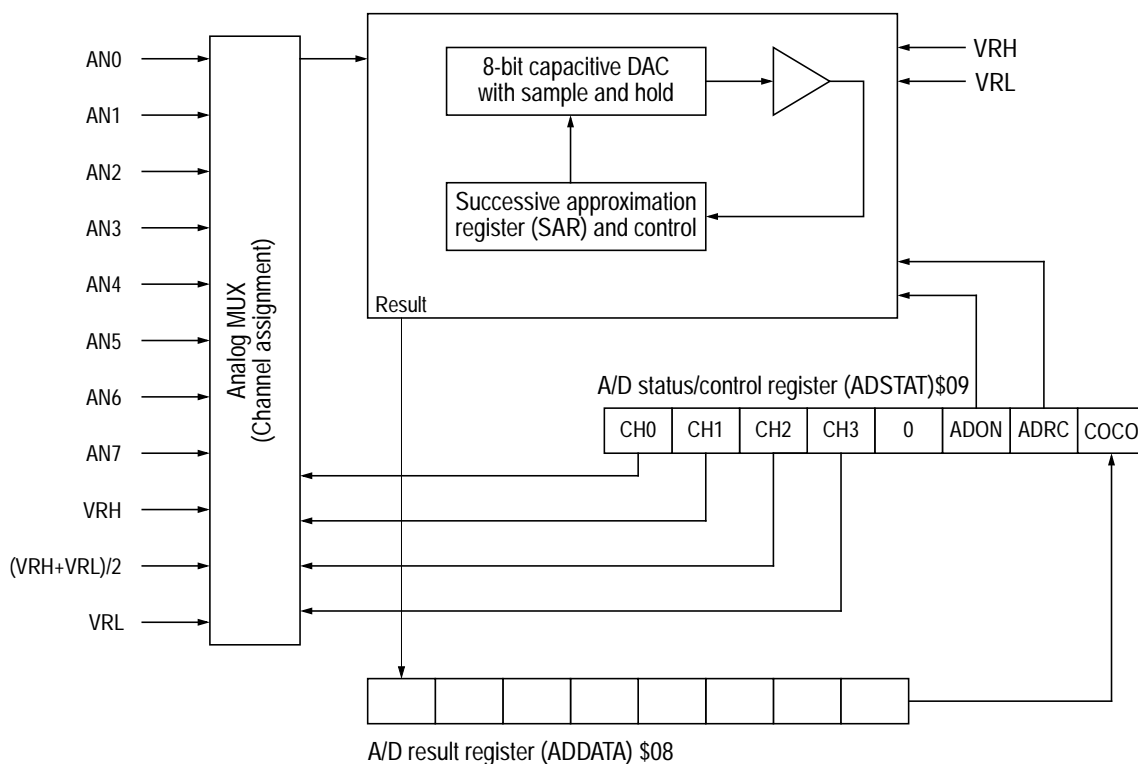 AN0
AN1
AN2
AN3
AN4
AN5
AN6
AN7
VRH
(VRH+VRL)/2
VRL
Analog MUX
(Channel assignment)
8-bit capacitive DAC
with sample and hold
Successive approximation
register (SAR) and control
Result
VRH
VRL
A/D status/control register (ADSTAT)$09
CH0 CH1 CH2 CH3 0 ADON ADRC COCO
A/D result register (ADDATA) $08